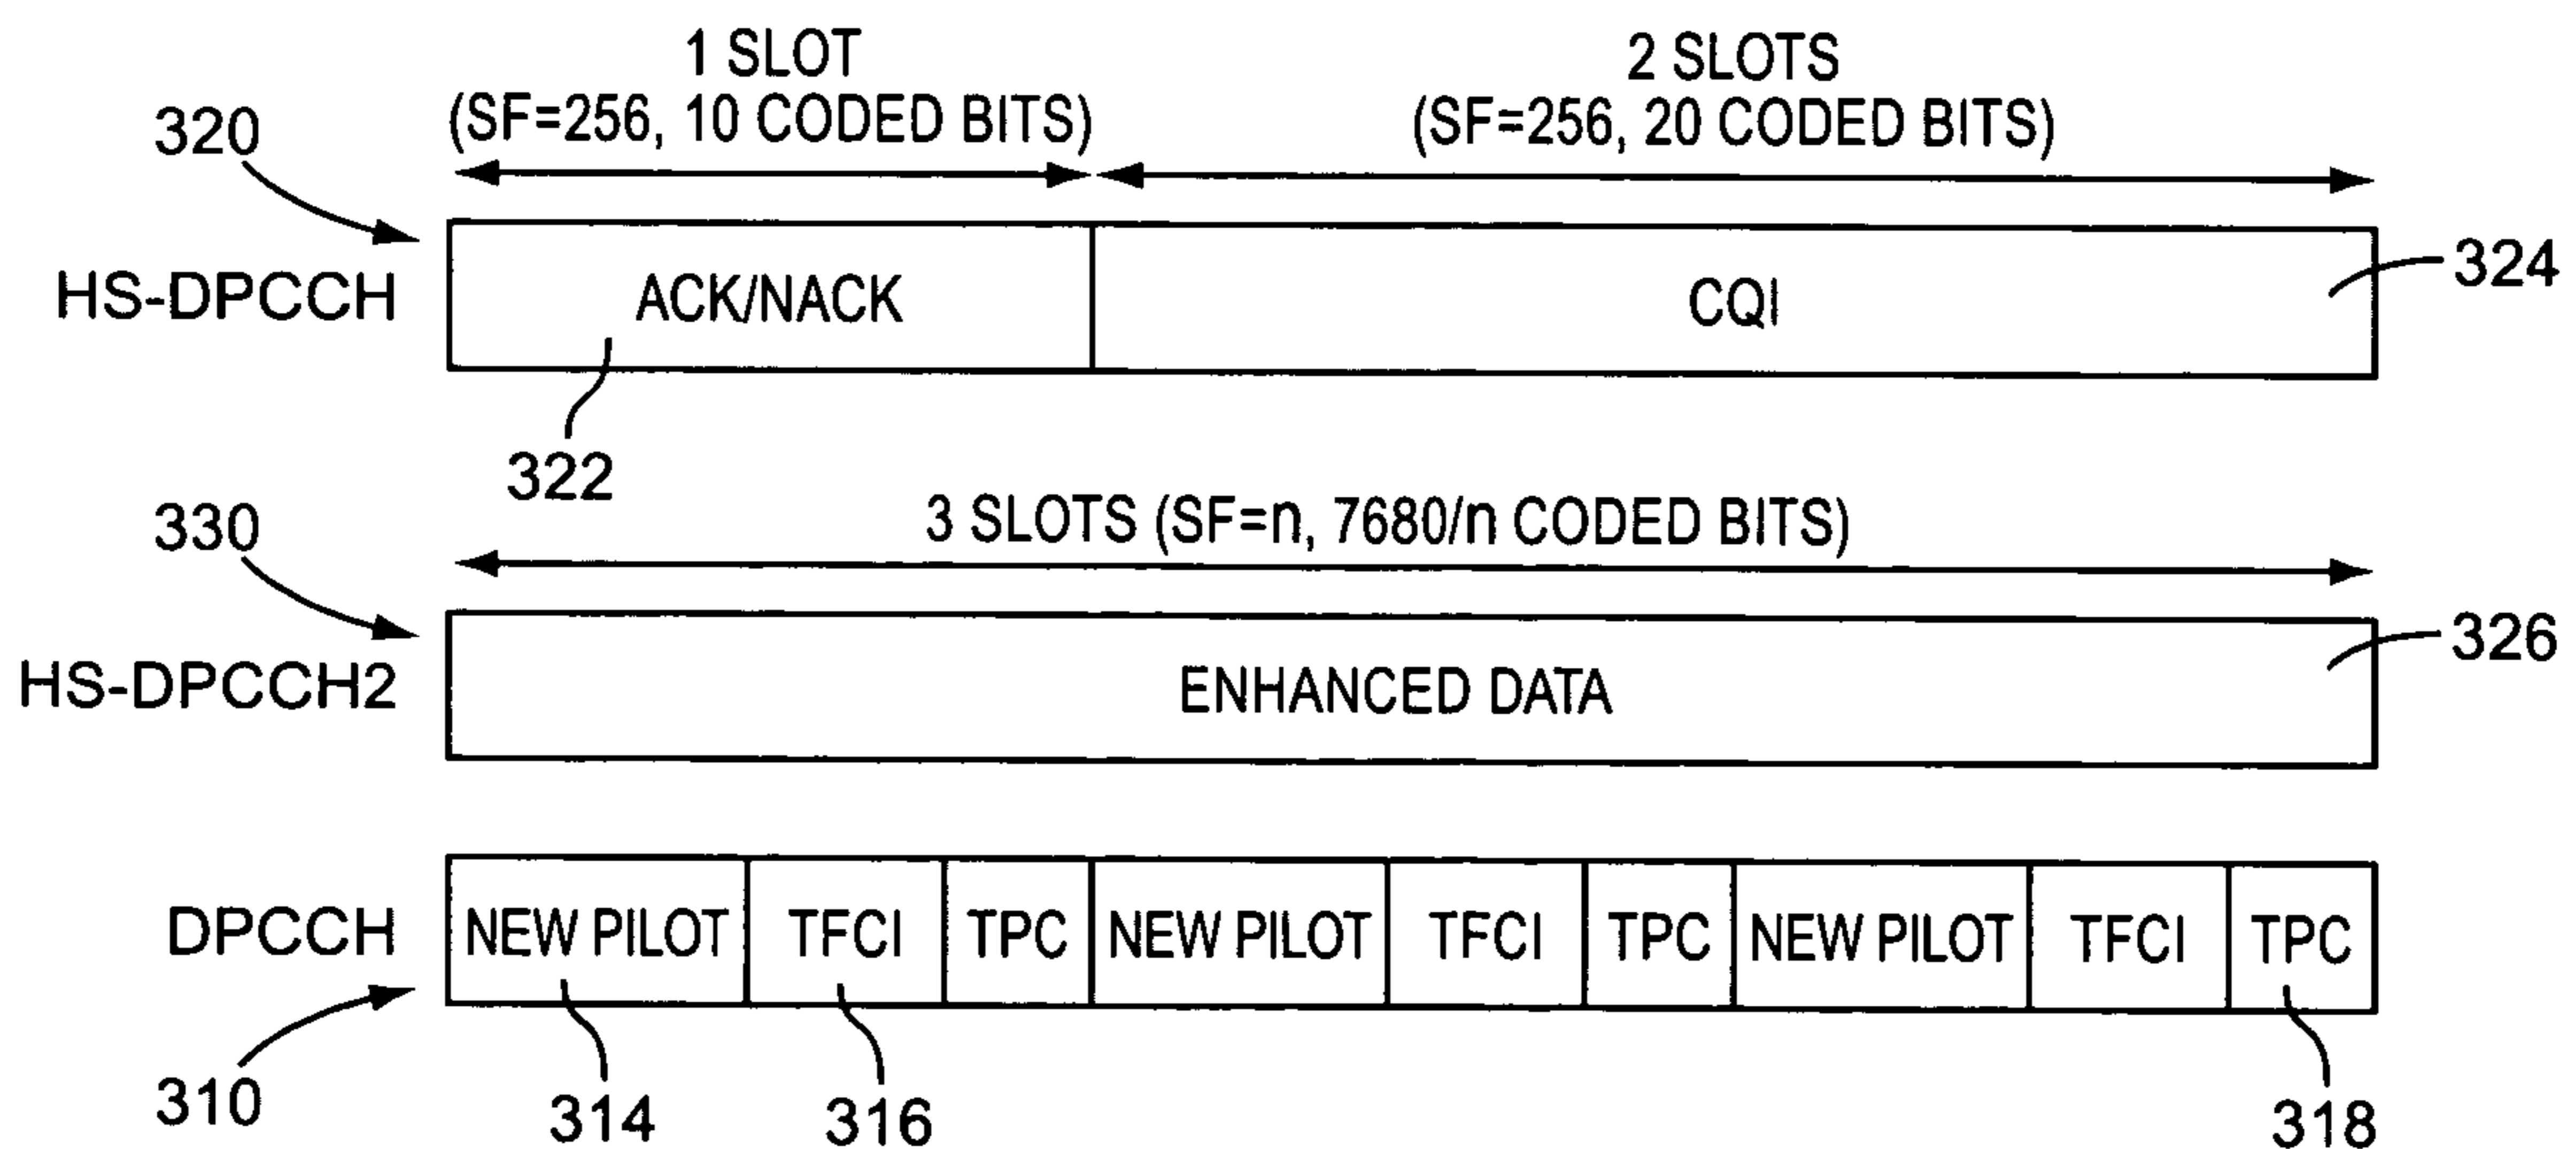 1 SLOT
(SF=256, 10 CODED BITS)
2 SLOTS
(SF=256, 20 CODED BITS)
320
HS-DPCCH
ACK/NACK
CQI
324
322
3 SLOTS (SF=n, 7680/n CODED BITS)
330
HS-DPCCH2
ENHANCED DATA
326
DPCCH
NEW PILOT TFCI TPC NEW PILOT TFCI TPC NEW PILOT TFCI TPC
310
314
316
318